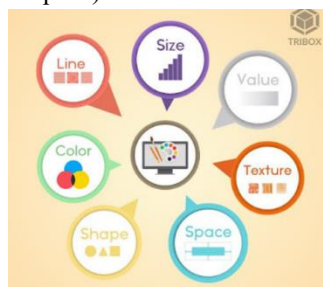 Size
TRIBOX
Line
Value
Color
Texture
Shape
Space